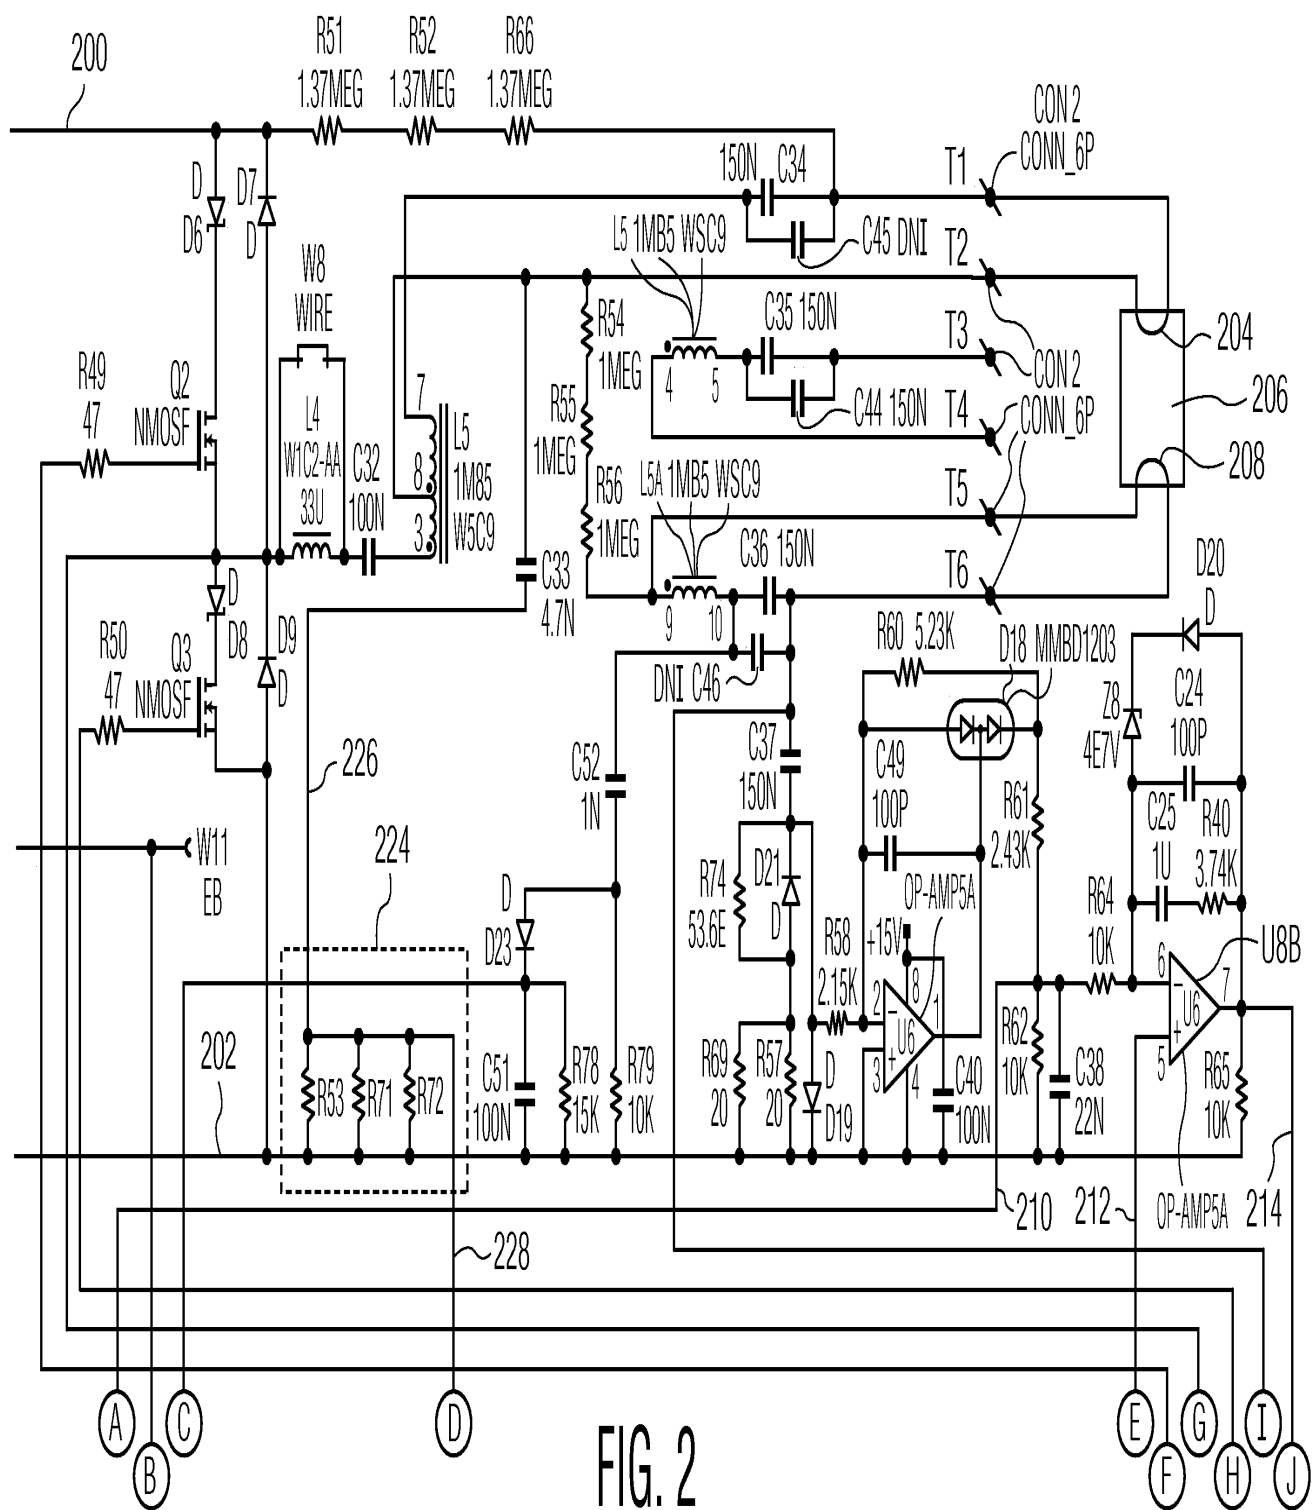 200
R51
1.37MEG
R52
1.37MEG
R66
1.37MEG
CON 2
CONN_6P
D
D6
D7
D
150N
C34
T1
C45 DNI
L5 1MB5 WSC9
T2
W8
WIRE
C35 150N
T3
R54
1MEG
204
R49
47
Q2
NMOSF
7
4
5
CON 2
CONN_6P
206
L4
W1C2-AA
33U
C32
100N
8
3
L5
1M85
W5C9
R55
1MEG
C44 150N
T4
208
R56
1MEG
L5A 1MB5 WSC9
T5
C36 150N
T6
D20
D
C33
4.7N
9
10
R50
47
Q3
NMOSF
D
D8
D9
D
R60 5.23K
D18 MMBD1203
DNI C46
Z8
4E7V
C24
100P
226
C52
1N
C37
150N
C49
100P
R61
2.43K
C25
1U
R40
3.74K
W11
EB
224
R74
53.6E
D21
D
OP-AMP5A
D
D23
R58
2.15K
+15V
R64
10K
U8B
2
8
1
−
U6
+
3
4
6
7
−
U6
+
5
202
R53
R71
R72
C51
100N
R78
15K
R79
10K
R69
20
R57
20
D
D19
C40
100N
R62
10K
C38
22N
R65
10K
210
212
OP-AMP5A
214
228
A
B
C
D
E
F
G
H
I
J
FIG. 2